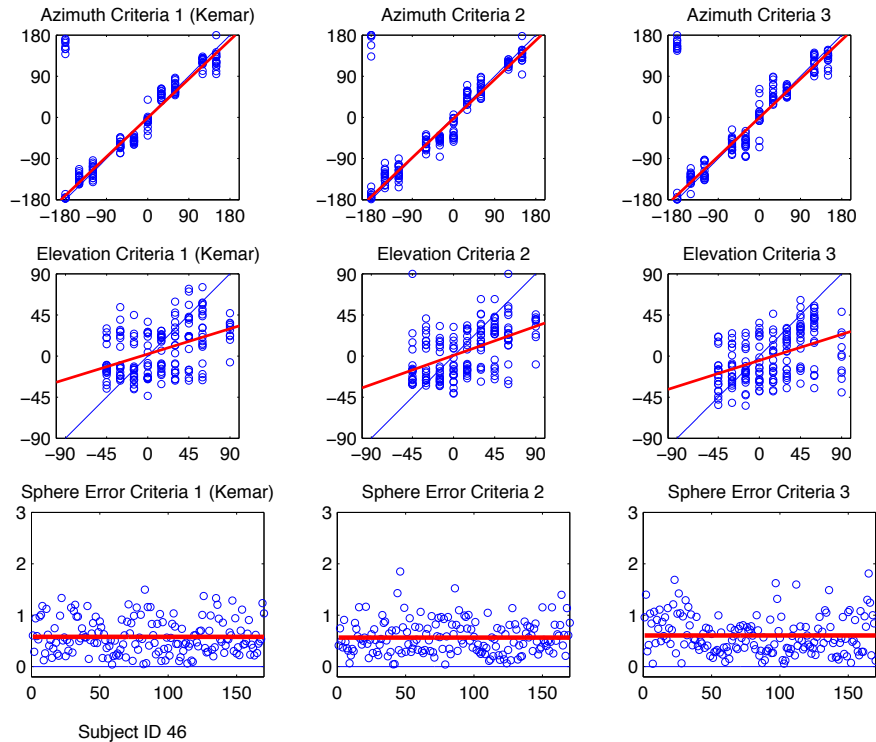 Azimuth Criteria 1 (Kemar)
Azimuth Criteria 2
Azimuth Criteria 3
180
90
0
−90
−180
−180 −90 0 90 180
180
90
0
−90
−180
−180 −90 0 90 180
180
90
0
−90
−180
−180 −90 0 90 180
Elevation Criteria 1 (Kemar)
Elevation Criteria 2
Elevation Criteria 3
90
45
0
−45
−90
−90 −45 0 45 90
90
45
0
−45
−90
−90 −45 0 45 90
90
45
0
−45
−90
−90 −45 0 45 90
Sphere Error Criteria 1 (Kemar)
Sphere Error Criteria 2
Sphere Error Criteria 3
3
2
1
0
0 50 100 150
3
2
1
0
0 50 100 150
3
2
1
0
0 50 100 150
Subject ID 46